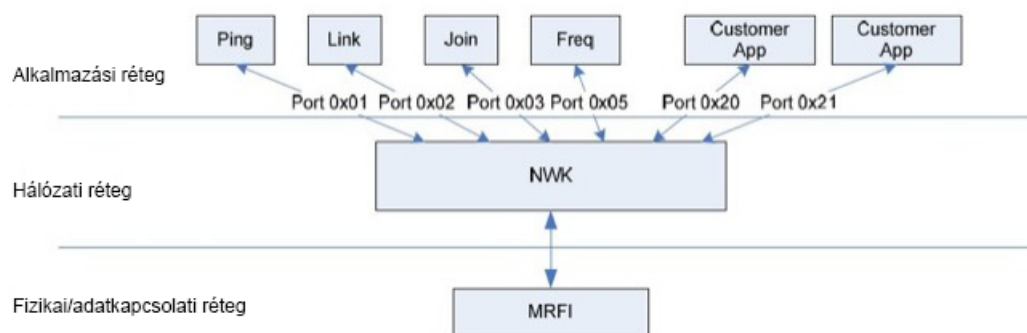 Ping
Link
Join
Freq
Customer
App
Customer
App
Alkalmazási réteg
Port 0x01
Port 0x02
Port 0x03
Port 0x05
Port 0x20
Port 0x21
Hálózati réteg
NWK
Fizikai/adatkapcsolati réteg
MRFI